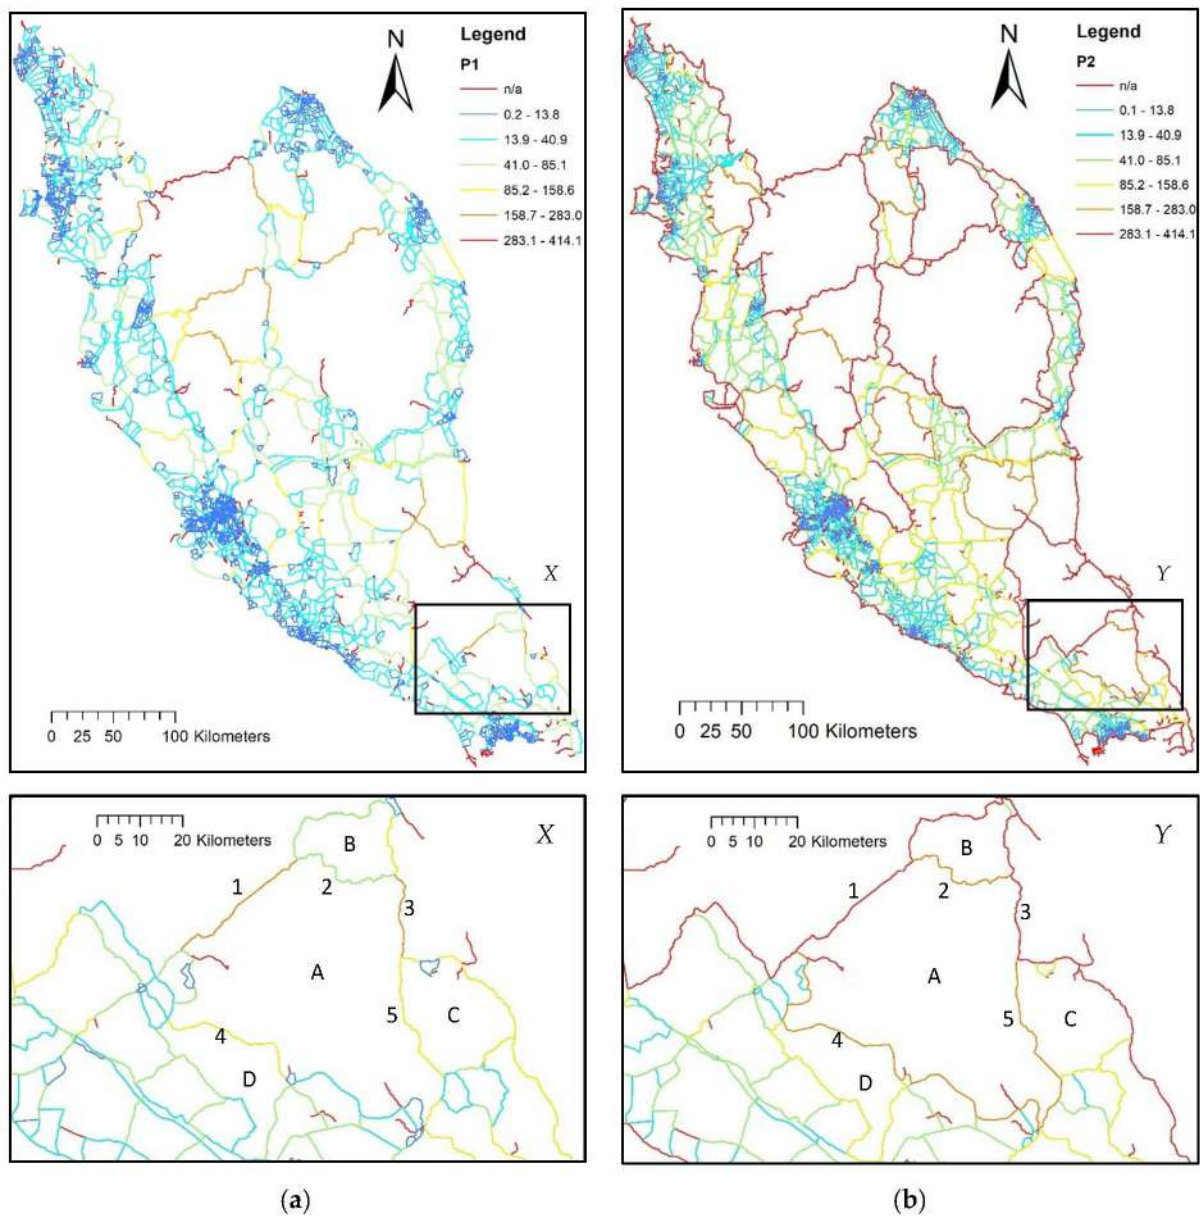 N
Legend
P1
n/a
0.2 - 13.8
13.9 - 40.9
41.0 - 85.1
85.2 - 158.6
158.7 - 283.0
283.1 - 414.1
X
0 25 50 100 Kilometers
N
Legend
P2
n/a
0.1 - 13.8
13.9 - 40.9
41.0 - 85.1
85.2 - 158.6
158.7 - 283.0
283.1 - 414.1
Y
0 25 50 100 Kilometers
0 5 10 20 Kilometers
X
B
1
2
3
A
C
5
4
D
0 5 10 20 Kilometers
Y
B
1
2
3
A
C
5
4
D
(a)
(b)